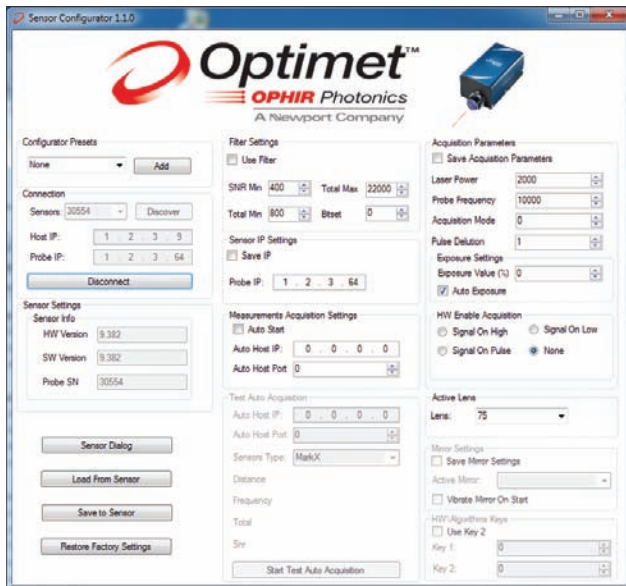 Sensor Configurator 1.1.0
Optimet™
OPHIR Photonics
A Newport Company
Configurator Presets
None
Add
Connection
Sensors: 30554
Discover
Host IP: 1 . 2 . 3 . 9
Probe IP: 1 . 2 . 3 . 64
Disconnect
Sensor Settings
Sensor Info
HW Version 9.382
SW Version 9.382
Probe SN 30554
Sensor Dialog
Load From Sensor
Save to Sensor
Restore Factory Settings
Filter Settings
Use Filter
SNR Min 400 Total Max 22000
Total Min 800 Btset 0
Sensor IP Settings
Save IP
Probe IP: 1 . 2 . 3 . 64
Measurements Acquisition Settings
Auto Start
Auto Host IP: 0 . 0 . 0 . 0
Auto Host Port 0
Test Auto Acquisition
Auto Host IP: 0 . 0 . 0 . 0
Auto Host Port: 0
Sensors Type: MarkX
Distance
Frequency
Total
Snr
Start Test Auto Acquisition
Acquisition Parameters
Save Acquisition Parameters
Laser Power 2000
Probe Frequency 10000
Acquisition Mode 0
Pulse Delution 1
Exposure Settings
Exposure Value (%) 0
Auto Exposure
HW Enable Acquisition
Signal On High Signal On Low
Signal On Pulse None
Active Lens
Lens: 75
Mirror Settings
Save Mirror Settings
Active Mirror:
Vibrate Mirror On Start
HW\Algorithms Keys
Use Key 2
Key 1: 0
Key 2: 0